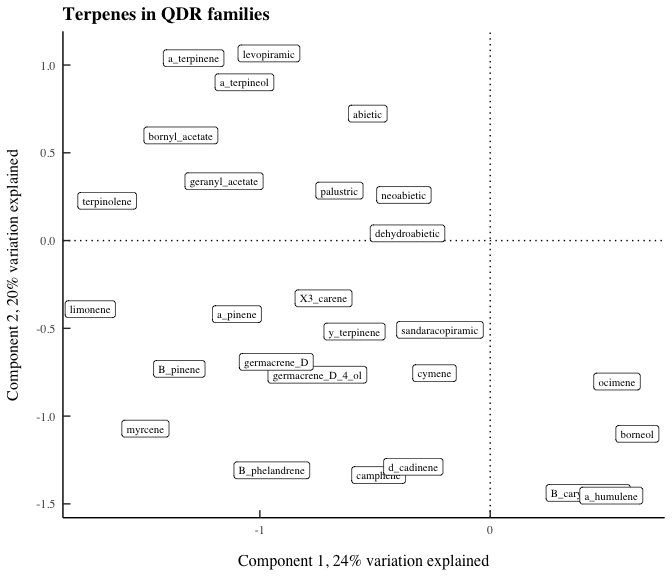 Terpenes in QDR families
levopiramic
a_terpinene
a_terpineol
abietic
bornyl_acetate
geranyl_acetate
palustric
neoabietic
terpinolene
dehydroabietic
X3_carene
limonene
a_pinene
y_terpinene
sandaracopiramic
germacrene_D
B_pinene
germacrene_D_4_ol
cymene
ocimene
myrcene
borneol
B_phelandrene
d_cadinene
camphene
a_humulene
1.0
0.5
0.0
-0.5
-1.0
-1.5
-1
0
Component 2, 20% variation explained
Component 1, 24% variation explained